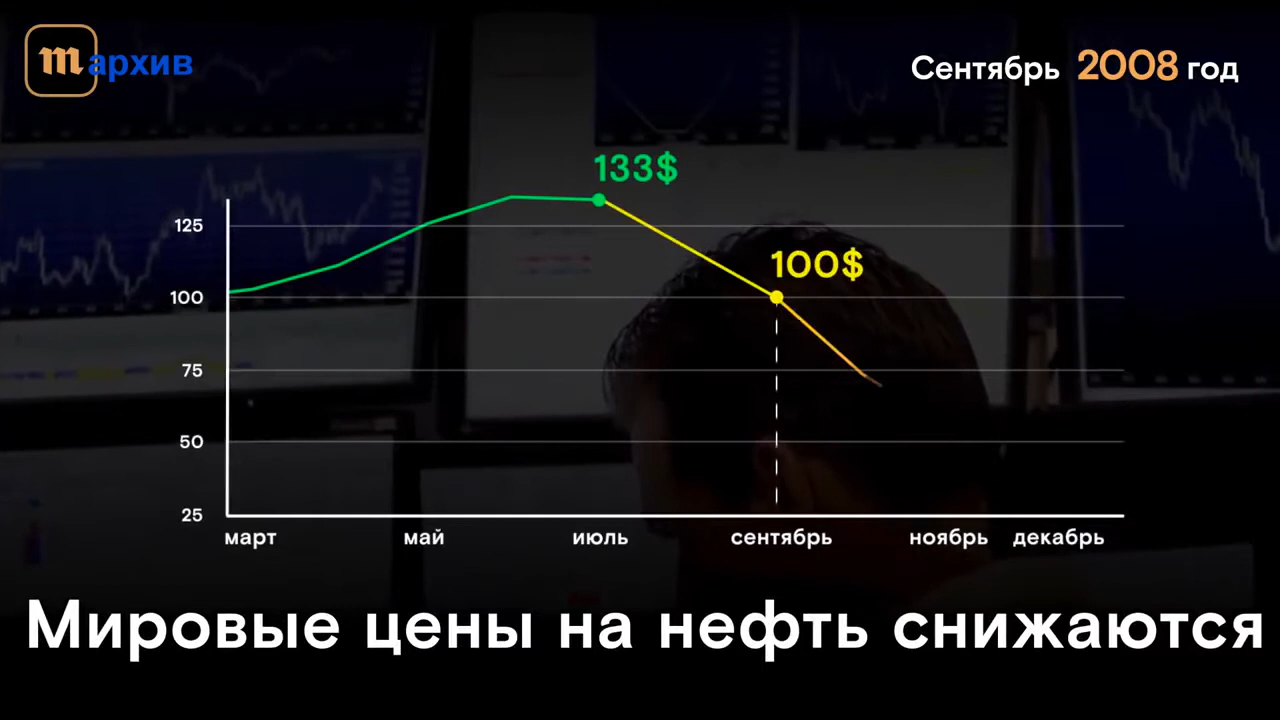 m архив
Сентябрь 2008 год
133$
125
100$
100
75
50
25
март май июль сентябрь ноябрь декабрь
Мировые цены на нефть снижаются